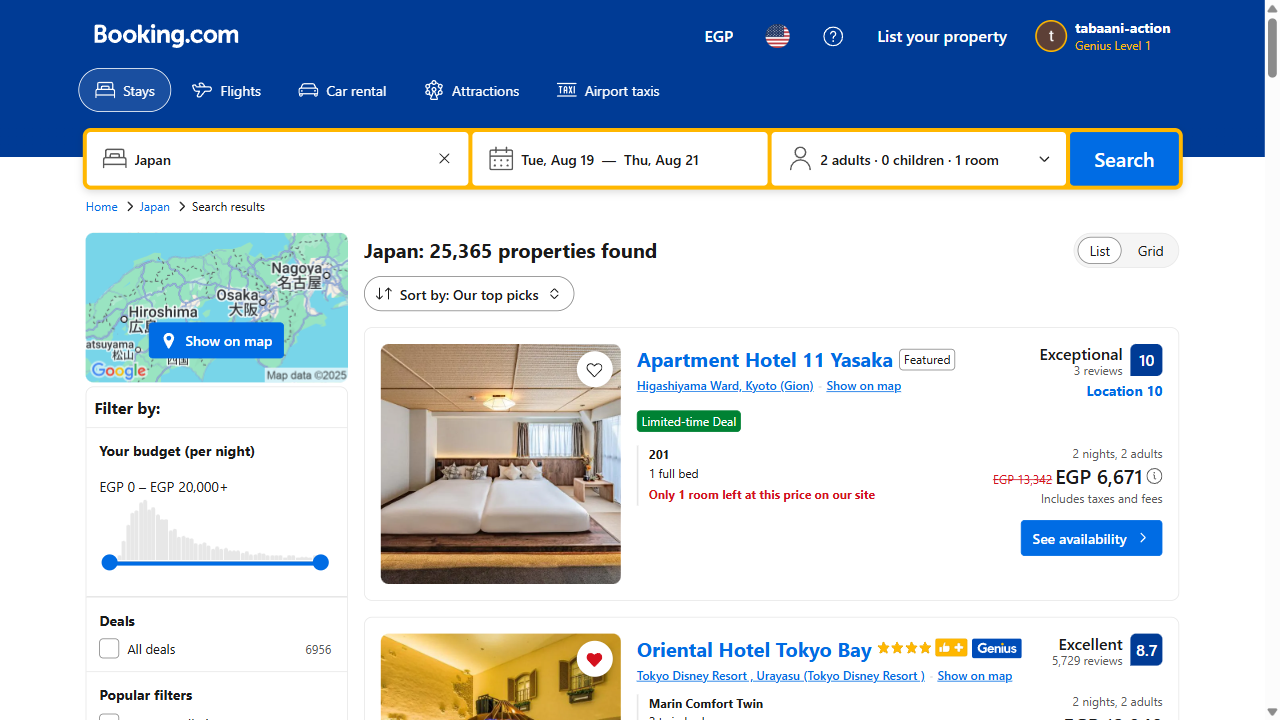 Booking.com
EGP
List your property
t
tabaani-action
Genius Level 1
Stays
Flights
Car rental
TAXI
Attractions
Airport taxis
Japan
Tue, Aug 19 — Thu, Aug 21
2 adults · 0 children · 1 room
Search
Home
Japan
Search results
Nagoya
名古屋
Osaka
大阪
Hiroshima
広島
atsuyama
松山
四国
Show on map
Google
Map data ©2025
Filter by:
Your budget (per night)
EGP 0 – EGP 20,000+
Deals
All deals
6956
Popular filters
Japan: 25,365 properties found
List
Grid
Sort by: Our top picks
Apartment Hotel 11 Yasaka
Featured
Higashiyama Ward, Kyoto (Gion)
Show on map
Exceptional
3 reviews
10
Location 10
Limited-time Deal
201
1 full bed
Only 1 room left at this price on our site
2 nights, 2 adults
EGP 13,342 EGP 6,671
Includes taxes and fees
See availability
Oriental Hotel Tokyo Bay
Genius
Tokyo Disney Resort , Urayasu (Tokyo Disney Resort )
Show on map
Excellent
5,729 reviews
8.7
Marin Comfort Twin
2 nights, 2 adults